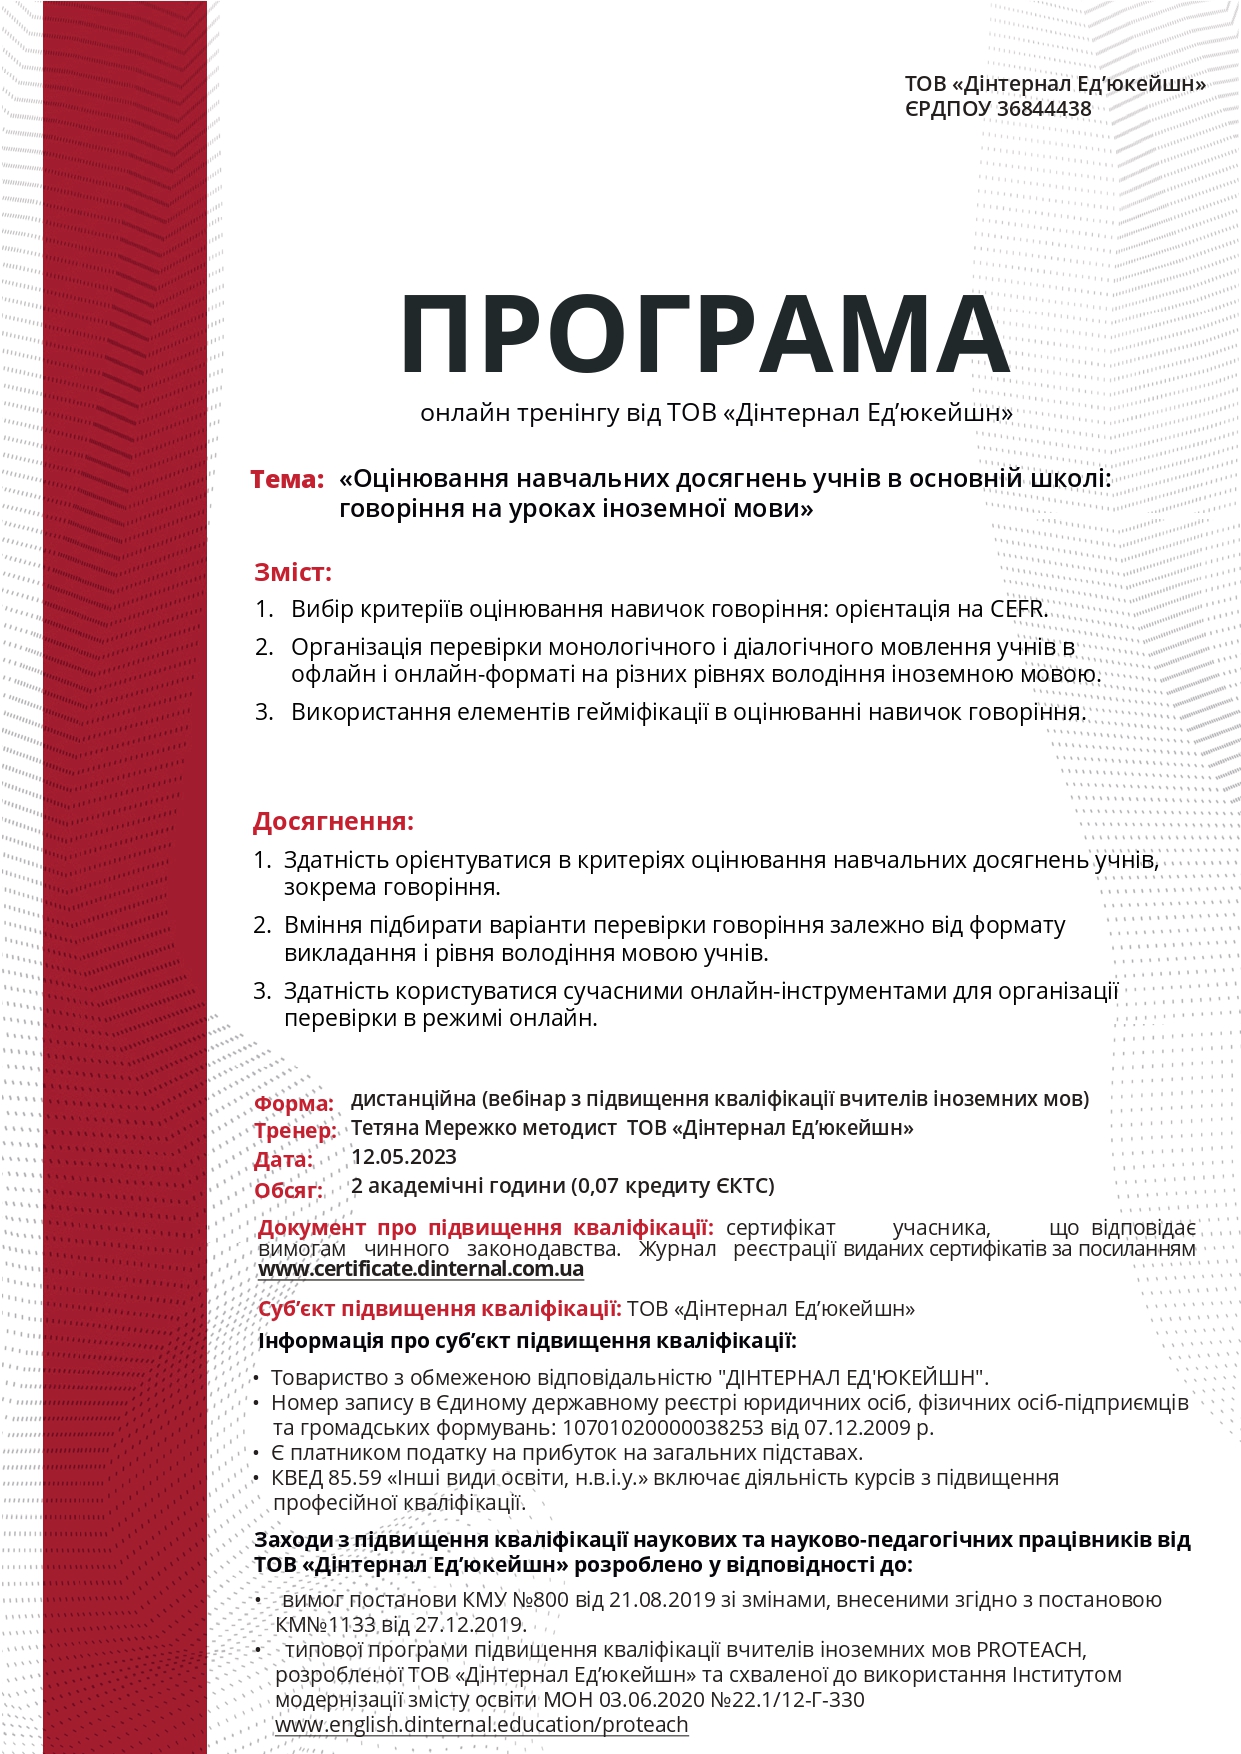 ТОВ «Дінтернал Ед’юкейшн»
ЄРДПОУ 36844438
ПРОГРАМА
онлайн тренінгу від ТОВ «Дінтернал Ед’юкейшн»
Тема: «Оцінювання навчальних досягнень учнів в основній школі:
говоріння на уроках іноземної мови»
Зміст:
1. Вибір критеріїв оцінювання навичок говоріння: орієнтація на CEFR.
2. Організація перевірки монологічного і діалогічного мовлення учнів в
офлайн і онлайн-форматі на різних рівнях володіння іноземною мовою.
3. Використання елементів гейміфікації в оцінюванні навичок говоріння.
Досягнення:
1. Здатність орієнтуватися в критеріях оцінювання навчальних досягнень учнів,
зокрема говоріння.
2. Вміння підбирати варіанти перевірки говоріння залежно від формату
викладання і рівня володіння мовою учнів.
3. Здатність користуватися сучасними онлайн-інструментами для організації
перевірки в режимі онлайн.
Форма: дистанційна (вебінар з підвищення кваліфікації вчителів іноземних мов)
Тренер: Тетяна Мережко методист ТОВ «Дінтернал Ед’юкейшн»
Дата: 12.05.2023
Обсяг: 2 академічні години (0,07 кредиту ЄКТС)
Документ про підвищення кваліфікації: сертифікат учасника, що відповідає
вимогам чинного законодавства. Журнал реєстрації виданих сертифікатів за посиланням
www.certificate.dinternal.com.ua
Суб’єкт підвищення кваліфікації: ТОВ «Дінтернал Ед’юкейшн»
Інформація про суб’єкт підвищення кваліфікації:
• Товариство з обмеженою відповідальністю "ДІНТЕРНАЛ ЕД'ЮКЕЙШН".
• Номер запису в Єдиному державному реєстрі юридичних осіб, фізичних осіб-підприємців
та громадських формувань: 10701020000038253 від 07.12.2009 р.
• Є платником податку на прибуток на загальних підставах.
• КВЕД 85.59 «Інші види освіти, н.в.і.у.» включає діяльність курсів з підвищення
професійної кваліфікації.
Заходи з підвищення кваліфікації наукових та науково-педагогічних працівників від
ТОВ «Дінтернал Ед’юкейшн» розроблено у відповідності до:
• вимог постанови КМУ №800 від 21.08.2019 зі змінами, внесеними згідно з постановою
КМ№1133 від 27.12.2019.
• типової програми підвищення кваліфікації вчителів іноземних мов PROTEACH,
розробленої ТОВ «Дінтернал Ед’юкейшн» та схваленої до використання Інститутом
модернізації змісту освіти МОН 03.06.2020 №22.1/12-Г-330
www.english.dinternal.education/proteach